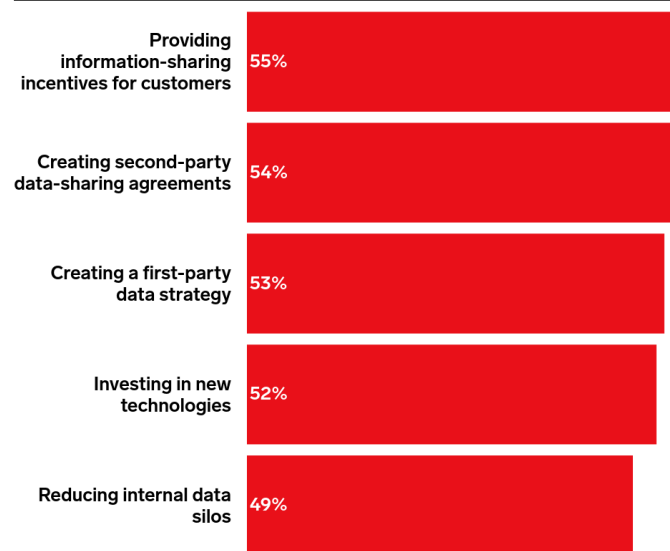 Providing
information-sharing
incentives for customers
55%
Creating second-party
data-sharing agreements
54%
Creating a first-party
data strategy
53%
Investing in new
technologies
52%
Reducing internal data
silos
49%